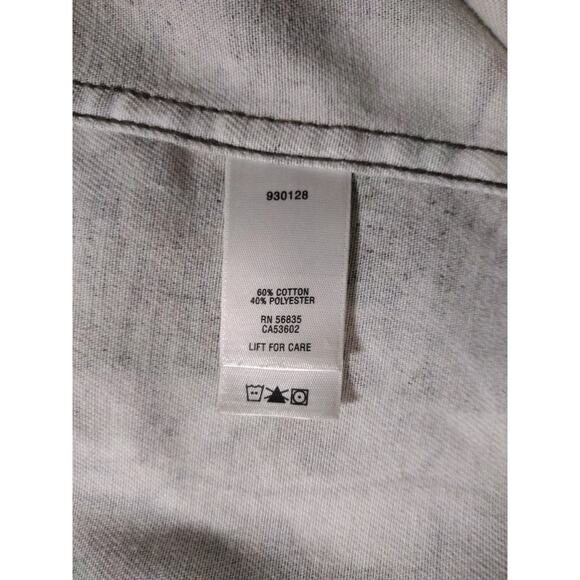 930128
60% COTTON
40% POLYESTER
RN 56835
CA53602
LIFT FOR CARE